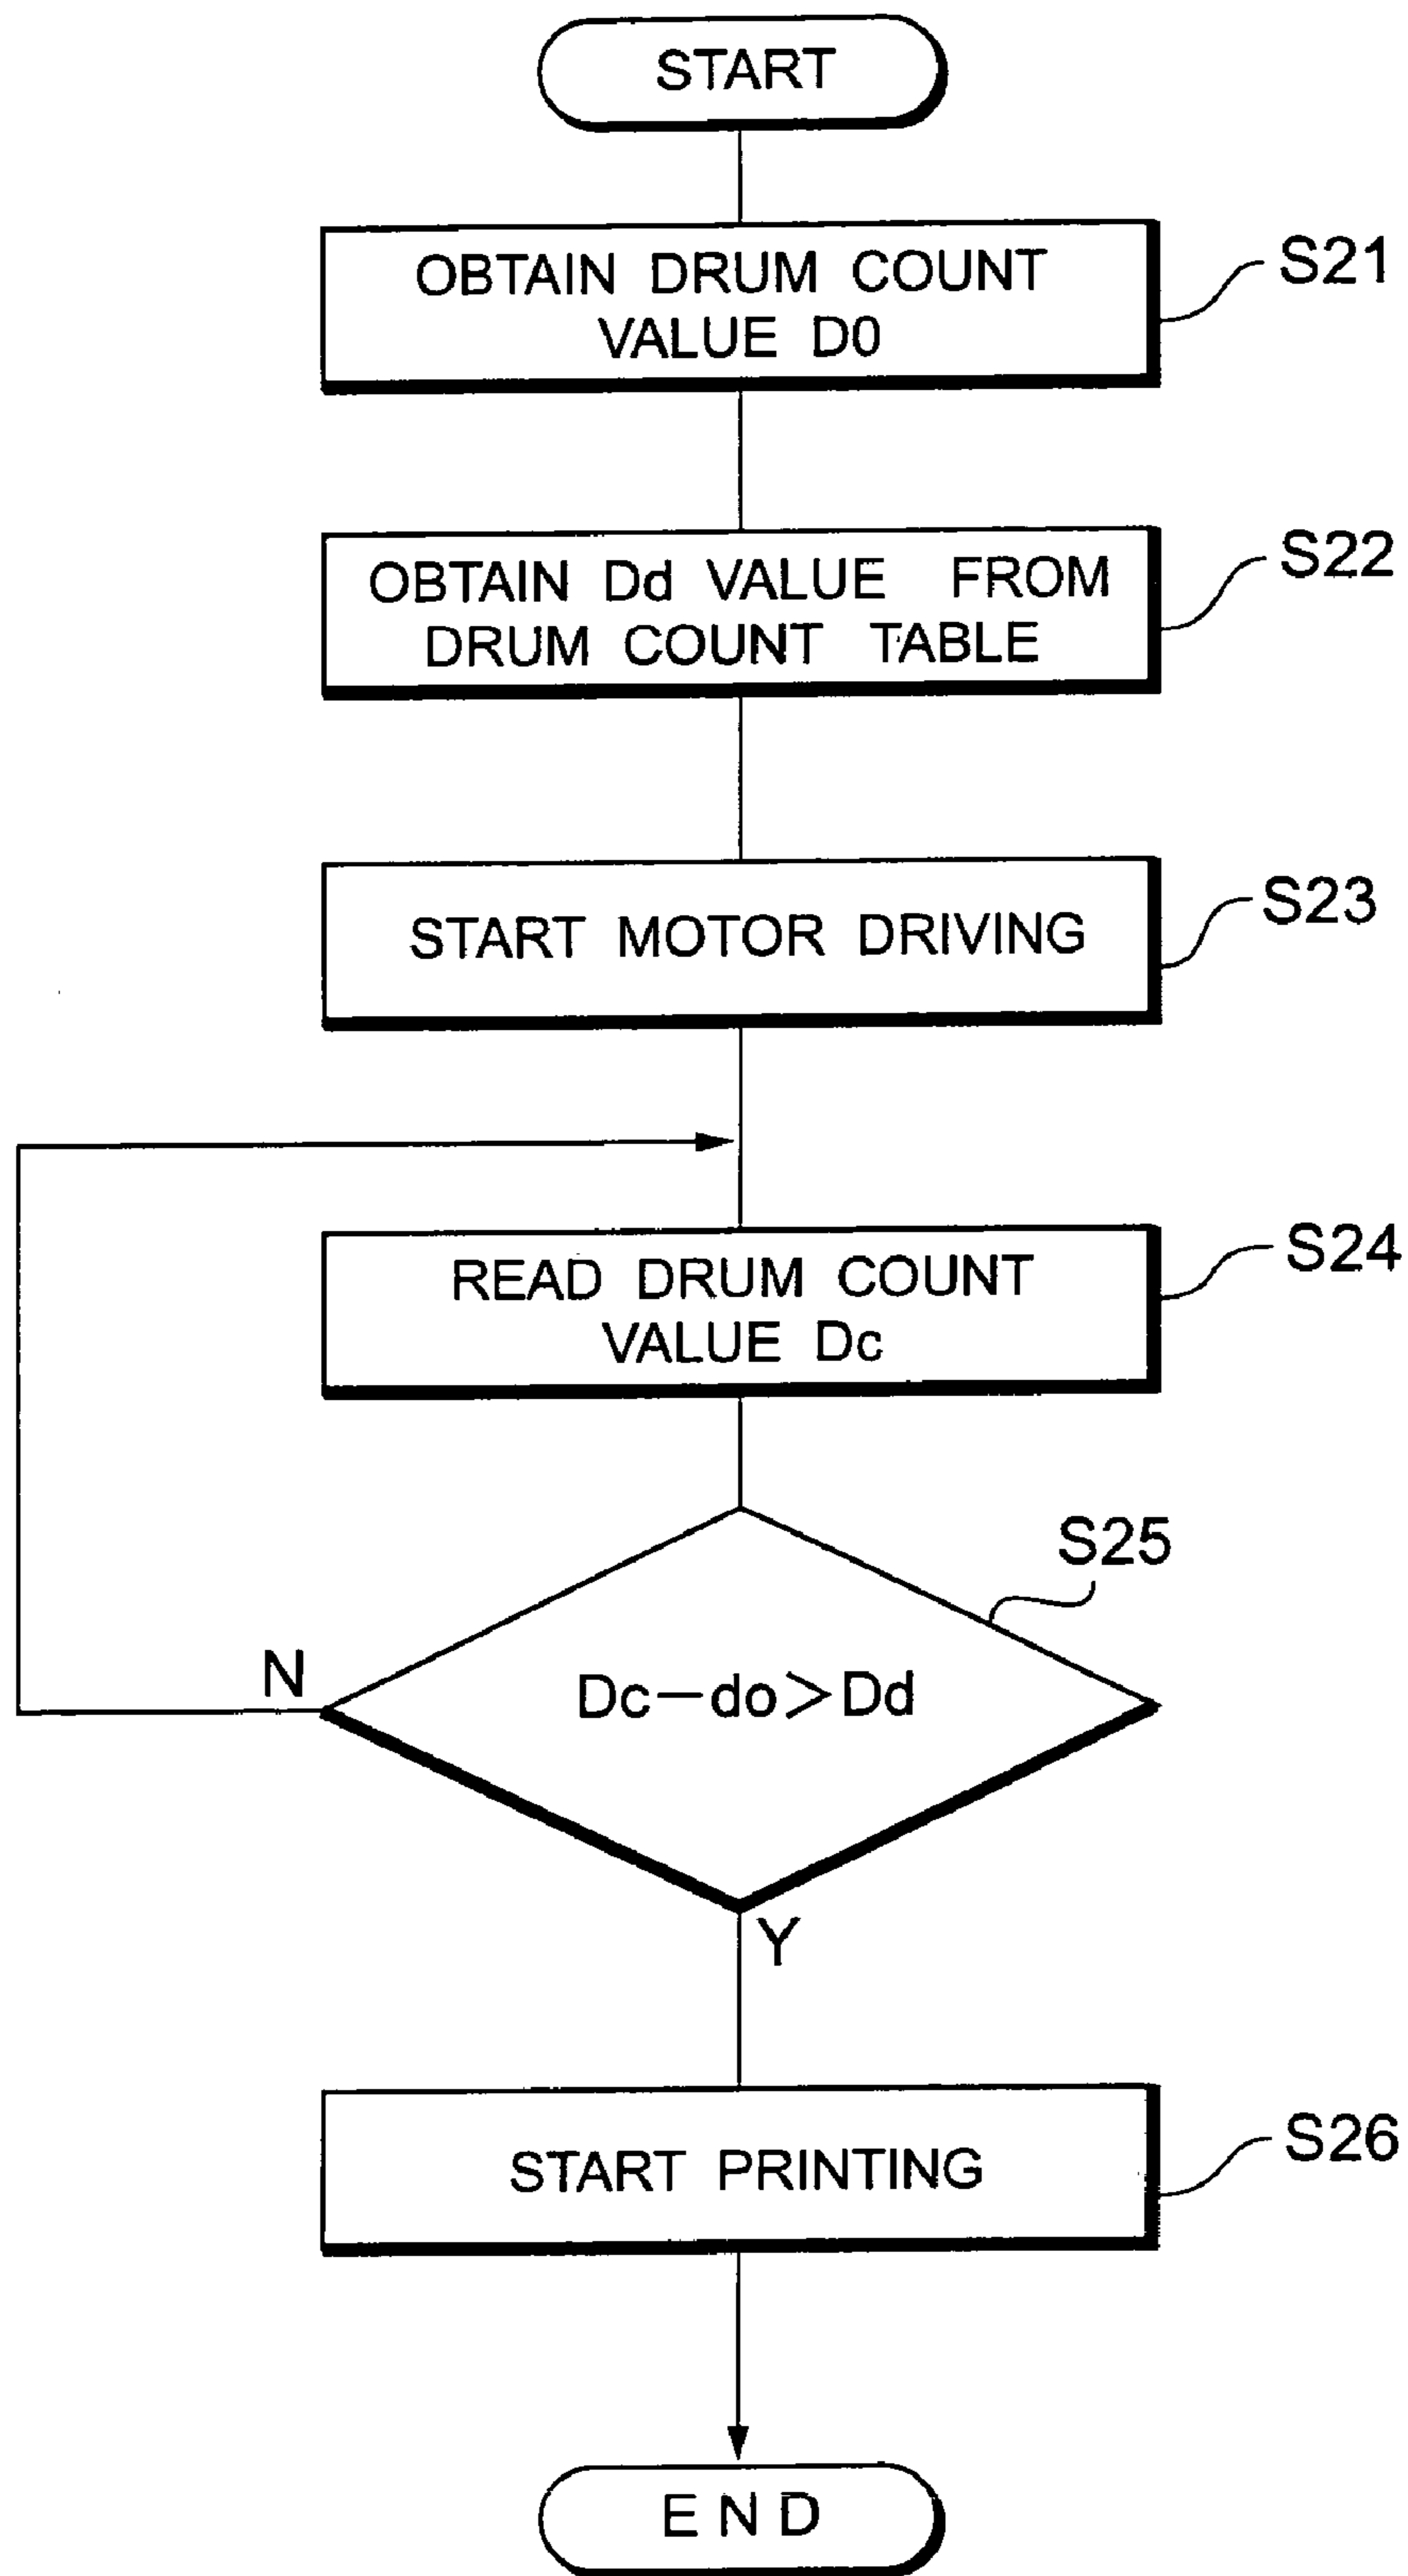 START
OBTAIN DRUM COUNT
VALUE D0
S21
OBTAIN Dd VALUE FROM
DRUM COUNT TABLE
S22
START MOTOR DRIVING
S23
READ DRUM COUNT
VALUE Dc
S24
S25
N
Dc－do＞Dd
Y
START PRINTING
S26
END